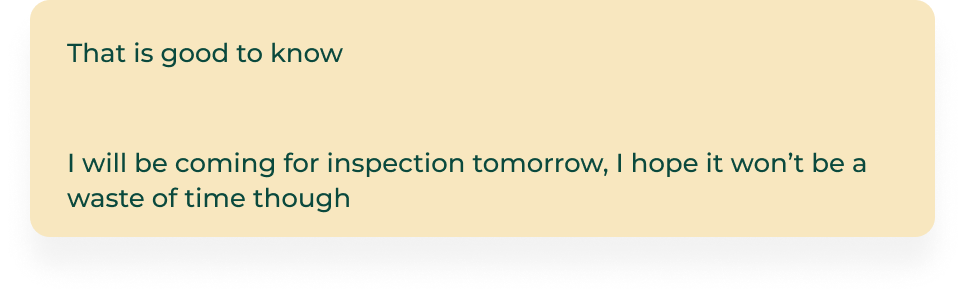 That is good to know
I will be coming for inspection tomorrow, I hope it won’t be a
waste of time though